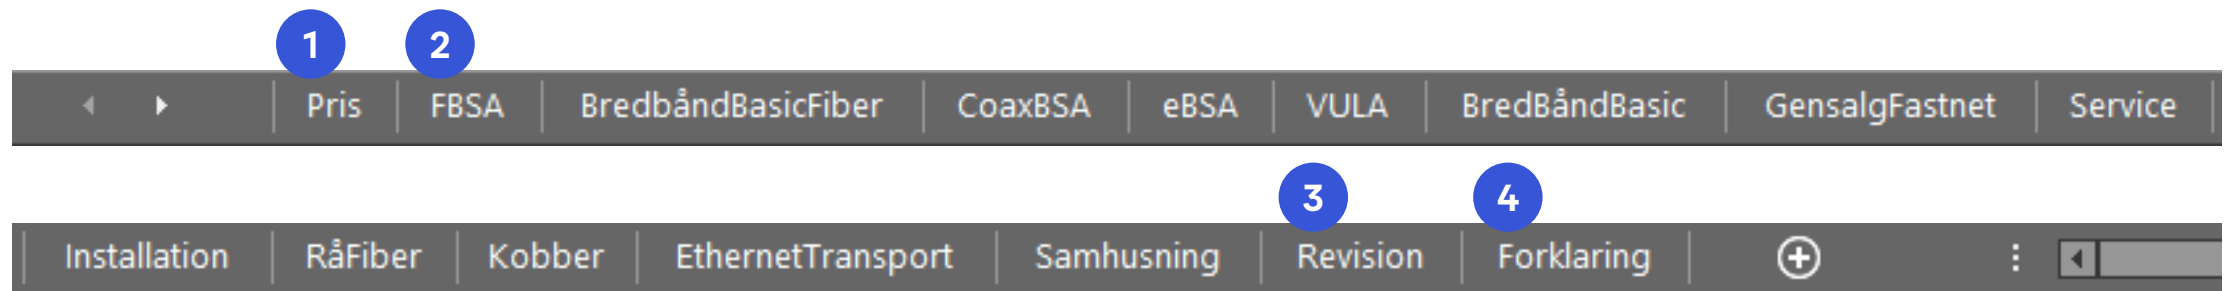 1 2
Pris FBSA BredbåndBasicFiber CoaxBSA eBSA VULA BredBåndBasic GensalgFastnet Service
3 4
Installation RåFiber Kobber EthernetTransport Samhusning Revision Forklaring